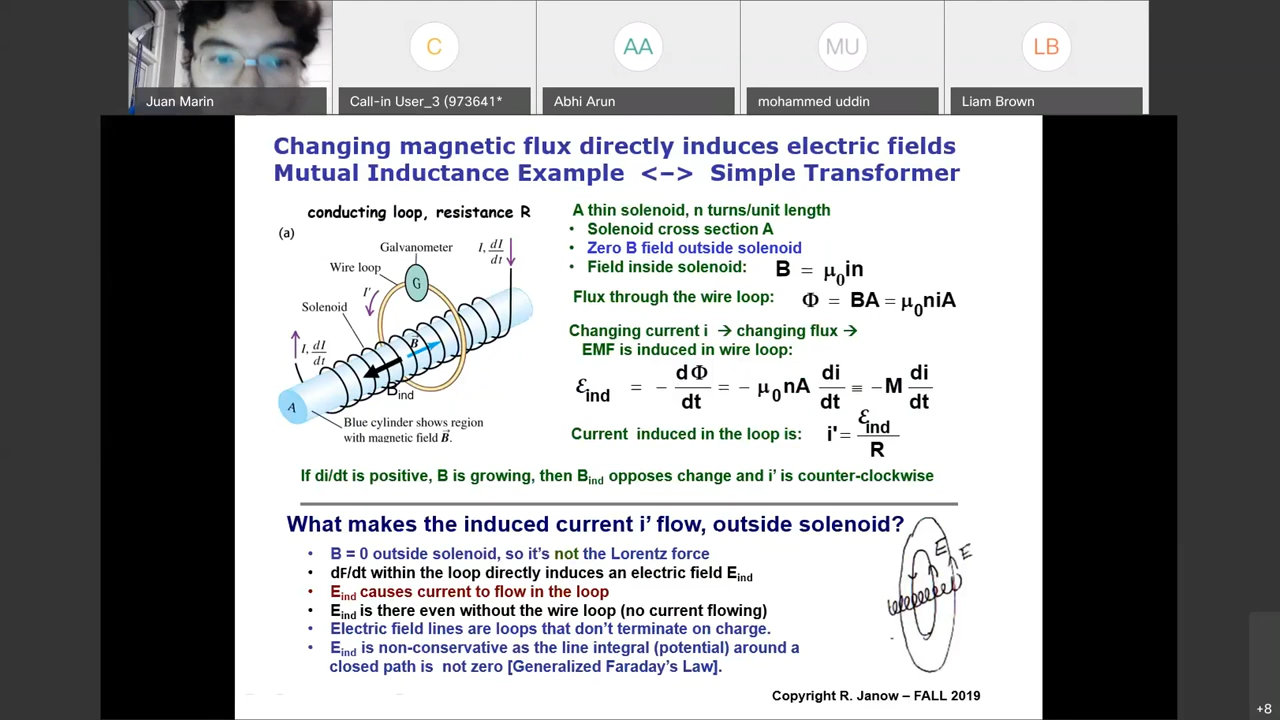 C
AA
MU
LB
Juan Marin
Call-in User_3 (973641*
Abhi Arun
mohammed uddin
Liam Brown
Changing magnetic flux directly induces electric fields
Mutual Inductance Example <–> Simple Transformer
conducting loop, resistance R
(a)
Galvanometer
I, dI/dt
Wire loop
G
I'
Solenoid
I, dI/dt
B
B ind
A
Blue cylinder shows region
with magnetic field B.
A thin solenoid, n turns/unit length
• Solenoid cross section A
• Zero B field outside solenoid
• Field inside solenoid: B = μ₀in
Flux through the wire loop: Φ = BA = μ₀niA
Changing current i → changing flux →
EMF is induced in wire loop:
ℰind = − dΦ/dt = − μ₀nA di/dt ≡ −M di/dt
Current induced in the loop is: i' = ℰind/R
If di/dt is positive, B is growing, then Bind opposes change and i' is counter-clockwise
What makes the induced current i' flow, outside solenoid?
• B = 0 outside solenoid, so it's not the Lorentz force
• dF/dt within the loop directly induces an electric field Eind
• Eind causes current to flow in the loop
• Eind is there even without the wire loop (no current flowing)
• Electric field lines are loops that don't terminate on charge.
• Eind is non-conservative as the line integral (potential) around a
closed path is not zero [Generalized Faraday's Law].
E E
Copyright R. Janow – FALL 2019
+8